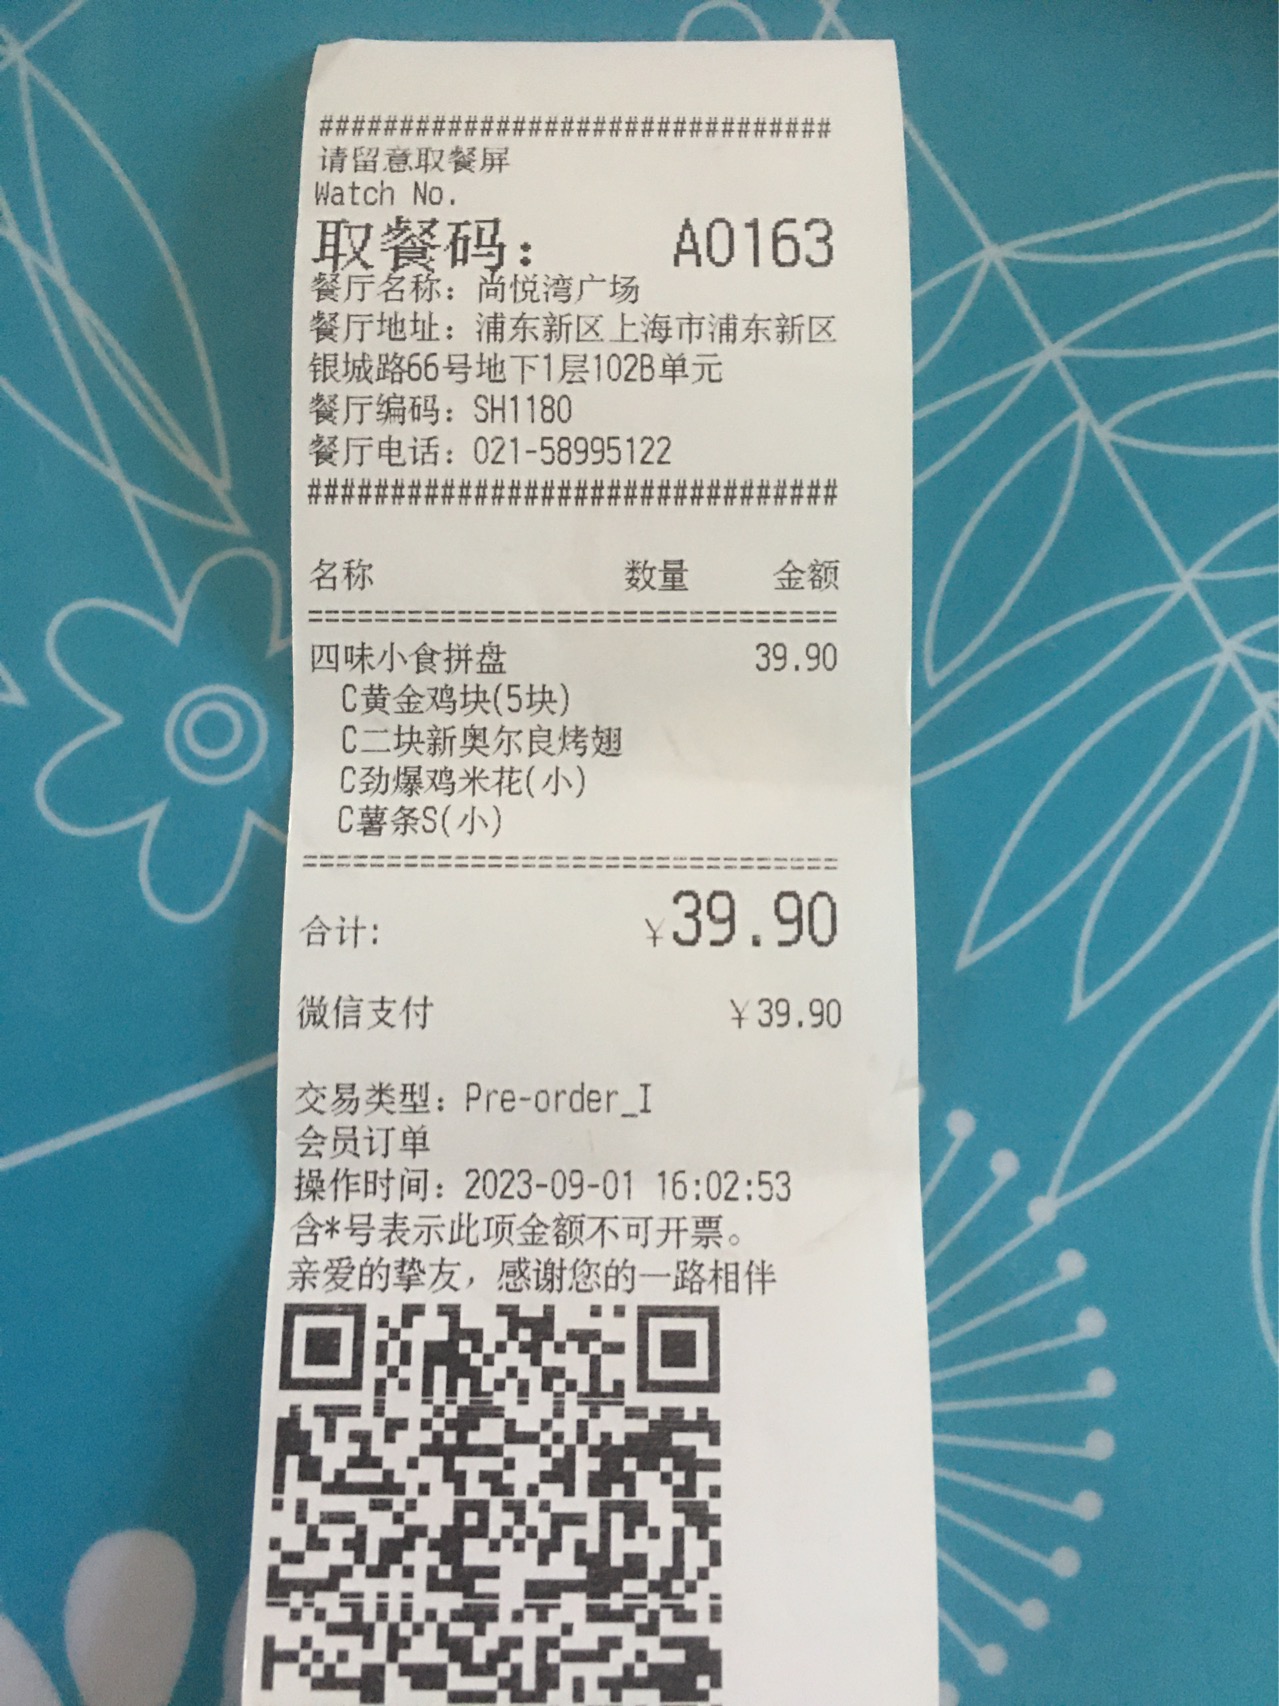 ################################
请留意取餐屏
Watch No.
取餐码： A0163
餐厅名称：尚悦湾广场
餐厅地址：浦东新区上海市浦东新区
银城路66号地下1层102B单元
餐厅编码：SH1180
餐厅电话：021-58995122
################################
名称 数量 金额
================================
四味小食拼盘 39.90
C黄金鸡块(5块)
C二块新奥尔良烤翅
C劲爆鸡米花(小)
C薯条S(小)
================================
合计: ￥39.90
微信支付 ￥39.90
交易类型：Pre-order_I
会员订单
操作时间：2023-09-01 16:02:53
含*号表示此项金额不可开票。
亲爱的挚友，感谢您的一路相伴